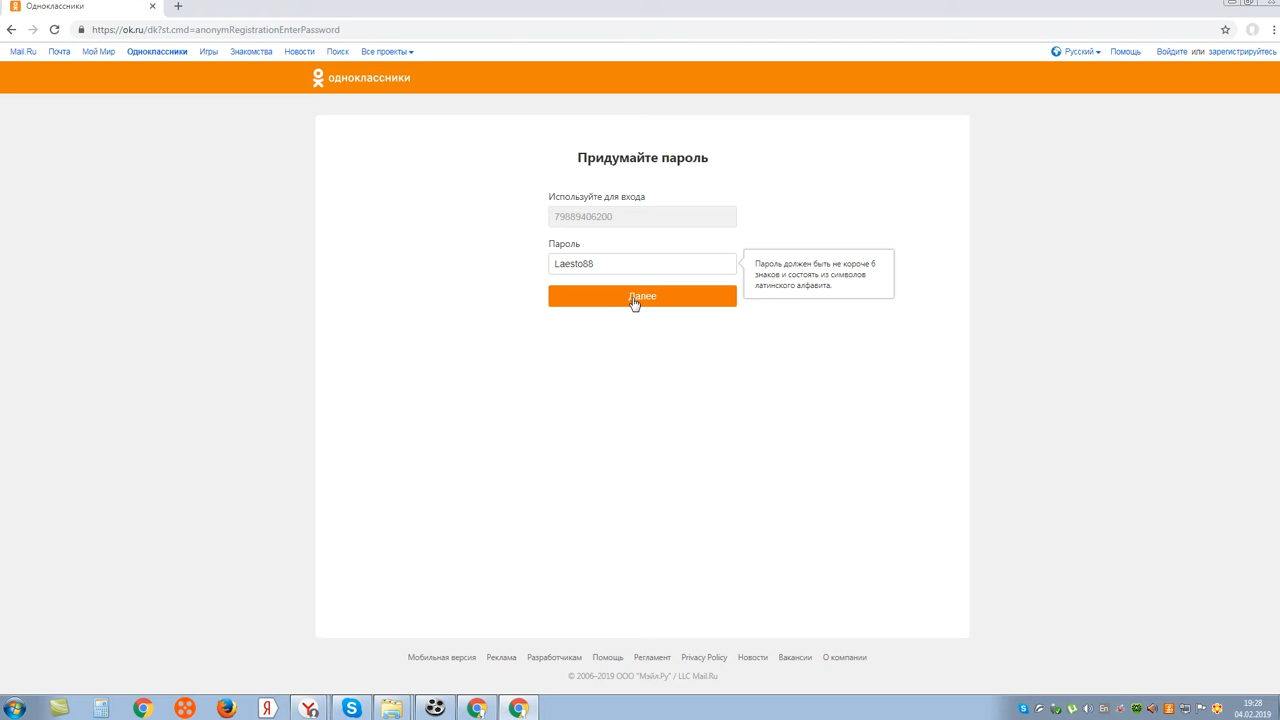 Одноклассники
https://ok.ru/dk?st.cmd=anonymRegistrationEnterPassword
Mail.Ru Почта Мой Мир Одноклассники Игры Знакомства Новости Поиск Все проекты Русский Помощь Войдите или зарегистрируйтесь
одноклассники
Придумайте пароль
Используйте для входа
79889406200
Пароль
Laesto88
Пароль должен быть не короче 6
знаков и состоять из символов
латинского алфавита.
Далее
Мобильная версия Реклама Разработчикам Помощь Регламент Privacy Policy Новости Вакансии О компании
© 2006–2019 ООО "Мэйл.Ру" / LLC Mail.Ru
Я
En
19:28
04.02.2019